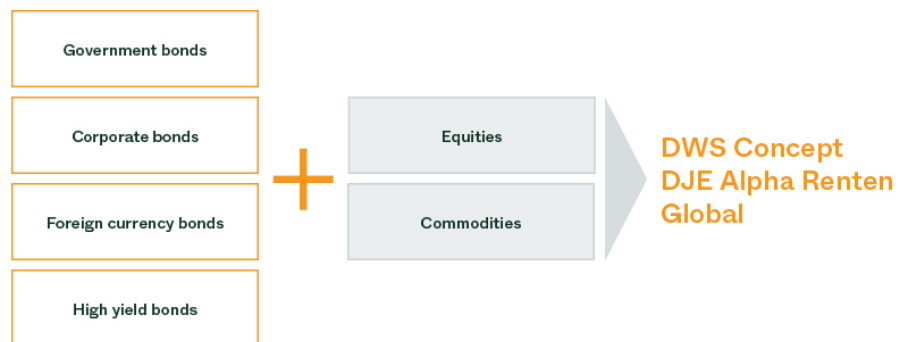 Government bonds
Corporate bonds
Foreign currency bonds
High yield bonds
Equities
Commodities
DWS Concept
DJE Alpha Renten
Global